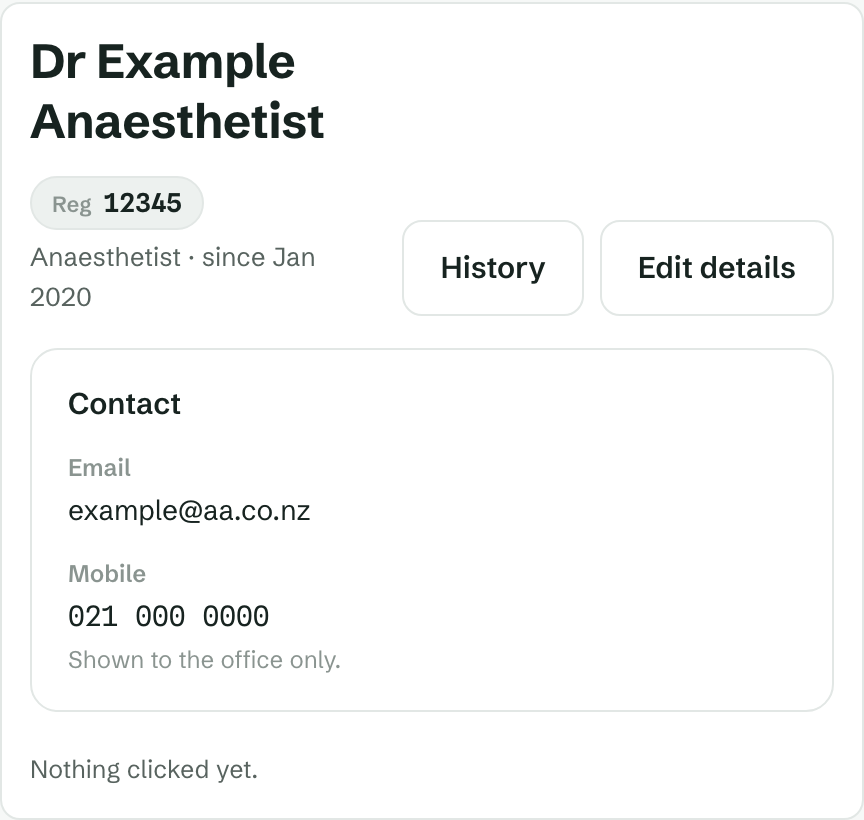 Dr Example
Anaesthetist
Reg 12345
Anaesthetist · since Jan
2020
History
Edit details
Contact
Email
example@aa.co.nz
Mobile
021 000 0000
Shown to the office only.
Nothing clicked yet.